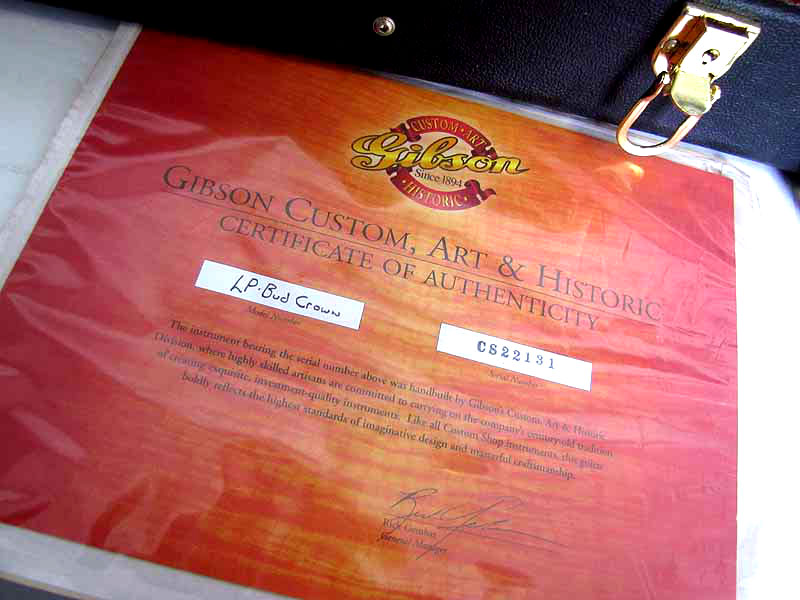 CUSTOM • ART
Gibson
Since 1894
• HISTORIC •
GIBSON CUSTOM, ART & HISTORIC
CERTIFICATE OF AUTHENTICITY
LP-Bud Crown
Model Number
CS22131
Serial Number
The instrument bearing the serial number above was handbuilt by Gibson's Custom, Art & Historic
Division, where highly skilled artisans are committed to carrying on the company's century-old tradition
of creating exquisite, investment-quality instruments. Like all Custom Shop instruments, this guitar
boldly reflects the highest standards of imaginative design and masterful craftsmanship.
Rick Gembar
General Manager